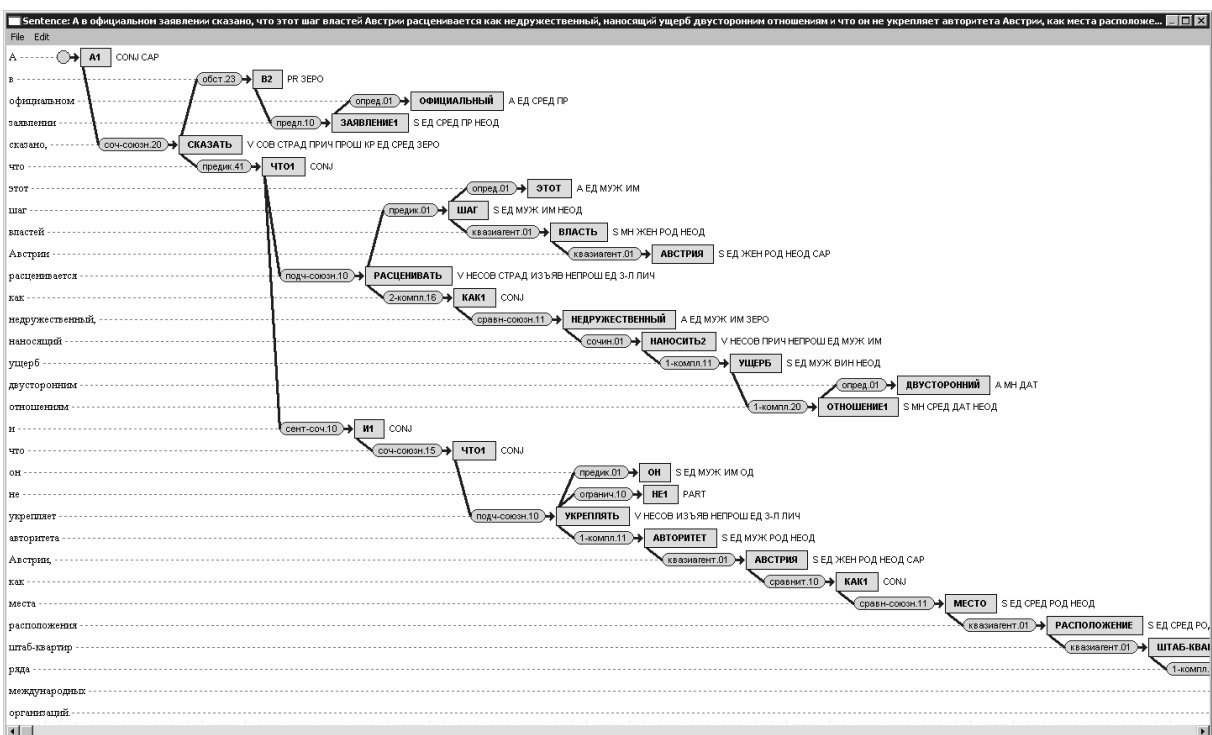 Sentence: А в официальном заявлении сказано, что этот шаг властей Австрии расценивается как недружественный, наносящий ущерб двусторонним отношениям и что он не укрепляет авторитета Австрии, как места расположе...
File Edit
А А1 CONJ CAP
в обст.23 В2 PR ЗЕРО
официальном опред.01 ОФИЦИАЛЬНЫЙ A ЕД СРЕД ПР
заявлении предл.10 ЗАЯВЛЕНИЕ1 S ЕД СРЕД ПР НЕОД
сказано, соч-союзн.20 СКАЗАТЬ V СОВ СТРАД ПРИЧ ПРОШ КР ЕД СРЕД ЗЕРО
что предик.41 ЧТО1 CONJ
этот опред.01 ЭТОТ A ЕД МУЖ ИМ
шаг предик.01 ШАГ S ЕД МУЖ ИМ НЕОД
властей квазиагент.01 ВЛАСТЬ S МН ЖЕН РОД НЕОД
Австрии квазиагент.01 АВСТРИЯ S ЕД ЖЕН РОД НЕОД CAP
расценивается подч-союзн.10 РАСЦЕНИВАТЬ V НЕСОВ СТРАД ИЗЪЯВ НЕПРОШ ЕД 3-Л ЛИЧ
как 2-компл.16 КАК1 CONJ
недружественный, сравн-союзн.11 НЕДРУЖЕСТВЕННЫЙ A ЕД МУЖ ИМ ЗЕРО
наносящий сочин.01 НАНОСИТЬ2 V НЕСОВ ПРИЧ НЕПРОШ ЕД МУЖ ИМ
ущерб 1-компл.11 УЩЕРБ S ЕД МУЖ ВИН НЕОД
двусторонним опред.01 ДВУСТОРОННИЙ A МН ДАТ
отношениям 1-компл.20 ОТНОШЕНИЕ1 S МН СРЕД ДАТ НЕОД
и сент-соч.10 И1 CONJ
что соч-союзн.15 ЧТО1 CONJ
он предик.01 ОН S ЕД МУЖ ИМ ОД
не огранич.10 НЕ1 PART
укрепляет подч-союзн.10 УКРЕПЛЯТЬ V НЕСОВ ИЗЪЯВ НЕПРОШ ЕД 3-Л ЛИЧ
авторитета 1-компл.11 АВТОРИТЕТ S ЕД МУЖ РОД НЕОД
Австрии, квазиагент.01 АВСТРИЯ S ЕД ЖЕН РОД НЕОД CAP
как сравнит.10 КАК1 CONJ
места сравн-союзн.11 МЕСТО S ЕД СРЕД РОД НЕОД
расположения квазиагент.01 РАСПОЛОЖЕНИЕ S ЕД СРЕД РО
штаб-квартир квазиагент.01 ШТАБ-КВА
ряда 1-компл.
международных
организаций.